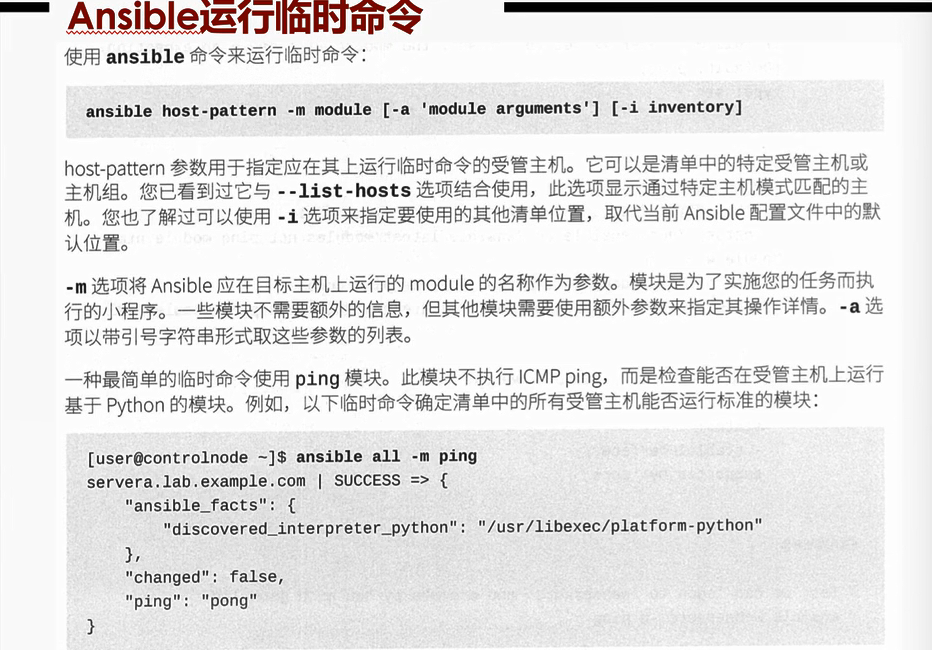 Ansible运行临时命令
使用 ansible 命令来运行临时命令：
ansible host-pattern -m module [-a 'module arguments'] [-i inventory]
host-pattern 参数用于指定应在其上运行临时命令的受管主机。它可以是清单中的特定受管主机或
主机组。您已看到过它与 --list-hosts 选项结合使用，此选项显示通过特定主机模式匹配的主
机。您也了解过可以使用 -i 选项来指定要使用的其他清单位置，取代当前 Ansible 配置文件中的默
认位置。
-m 选项将 Ansible 应在目标主机上运行的 module 的名称作为参数。模块是为了实施您的任务而执
行的小程序。一些模块不需要额外的信息，但其他模块需要使用额外参数来指定其操作详情。-a 选
项以带引号字符串形式取这些参数的列表。
一种最简单的临时命令使用 ping 模块。此模块不执行 ICMP ping，而是检查能否在受管主机上运行
基于 Python 的模块。例如，以下临时命令确定清单中的所有受管主机能否运行标准的模块：
[user@controlnode ~]$ ansible all -m ping
servera.lab.example.com | SUCCESS => {
    "ansible_facts": {
        "discovered_interpreter_python": "/usr/libexec/platform-python"
    },
    "changed": false,
    "ping": "pong"
}